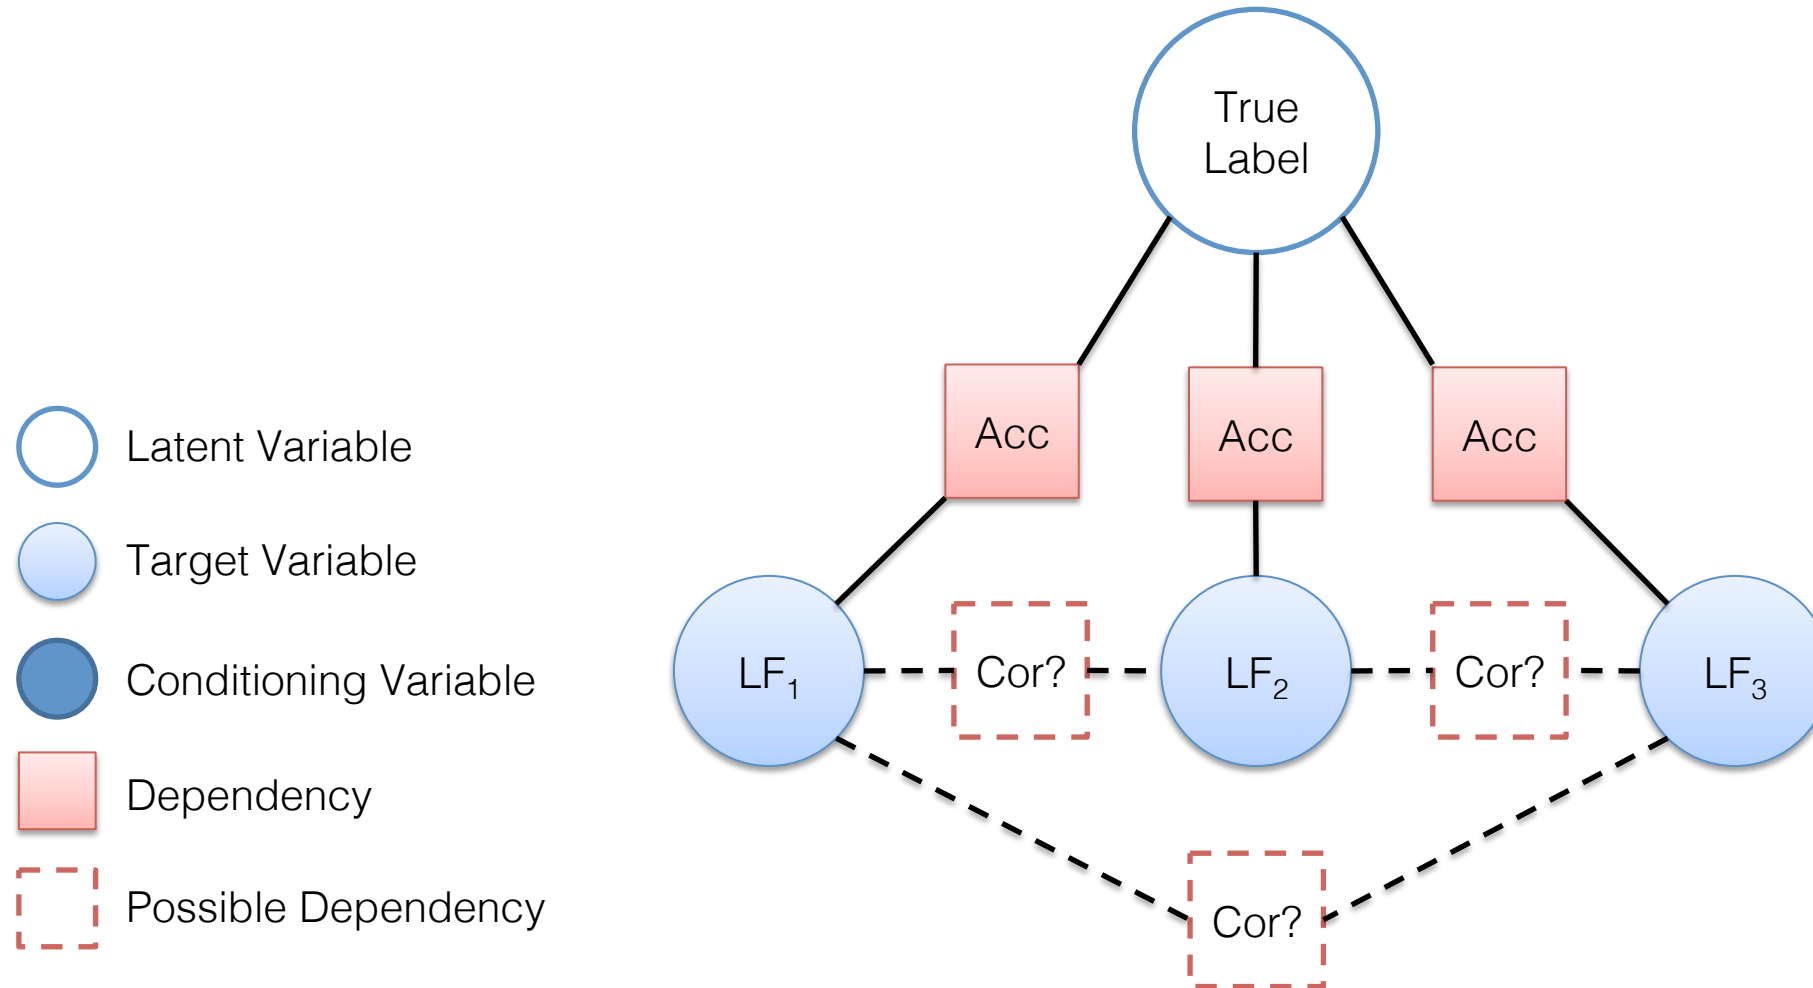 True
Label
Acc
Acc
Acc
Latent Variable
Target Variable
Conditioning Variable
Dependency
Possible Dependency
LF₁
Cor?
LF₂
Cor?
LF₃
Cor?